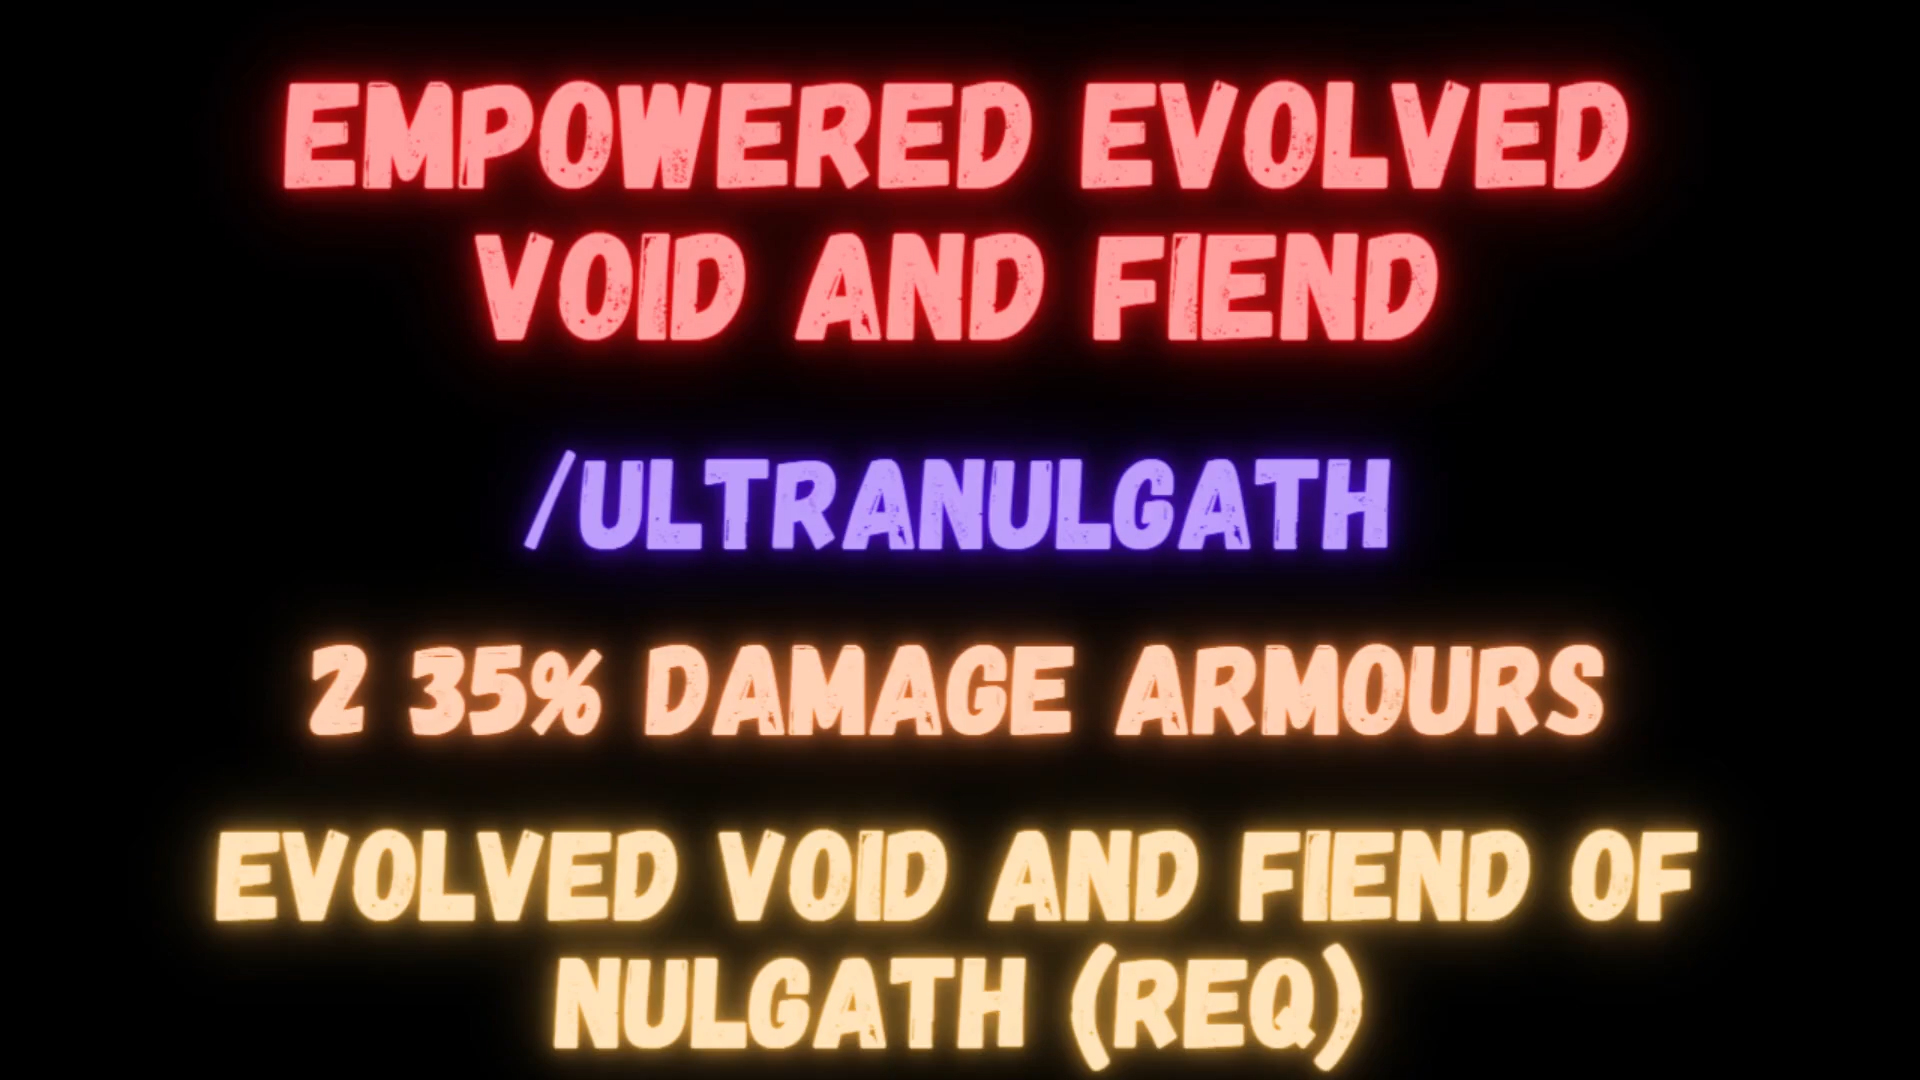 EMPOWERED EVOLVED
VOID AND FIEND
/ULTRANULGATH
2 35% DAMAGE ARMOURS
EVOLVED VOID AND FIEND OF
NULGATH (REQ)